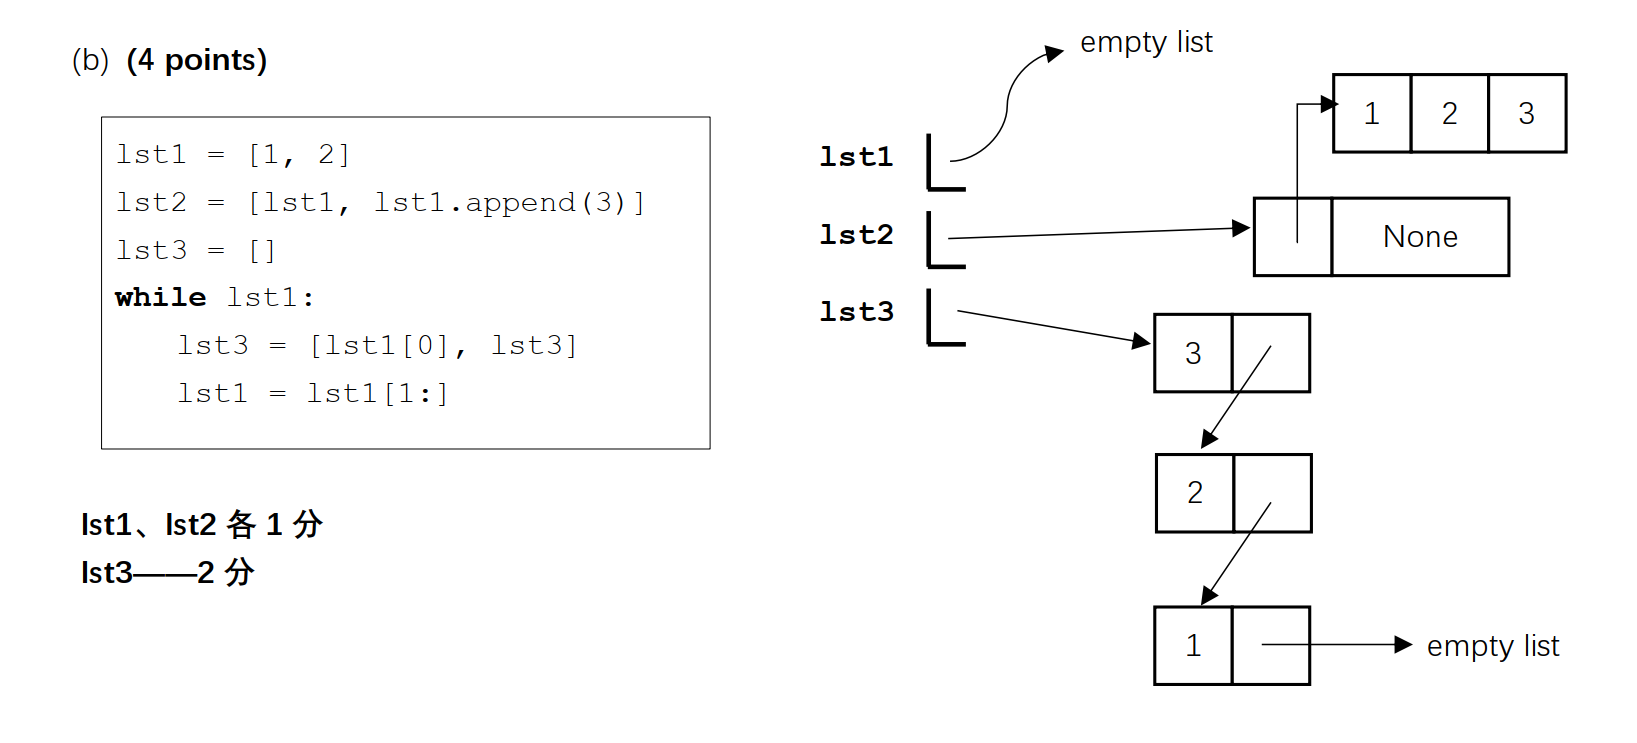 (b) (4 points)
lst1 = [1, 2]
lst2 = [lst1, lst1.append(3)]
lst3 = []
while lst1:
lst3 = [lst1[0], lst3]
lst1 = lst1[1:]
lst1、lst2 各 1 分
lst3——2 分
empty list
1 2 3
lst1
lst2
None
lst3
3
2
1
empty list